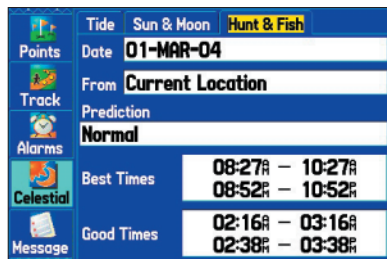 Tide Sun & Moon Hunt & Fish
Points
Date 01-MAR-04
From Current Location
Track
Prediction
Normal
Alarms
Best Times 08:27A – 10:27A
08:52P – 10:52P
Celestial
Good Times 02:16A – 03:16A
02:38P – 03:38P
Message